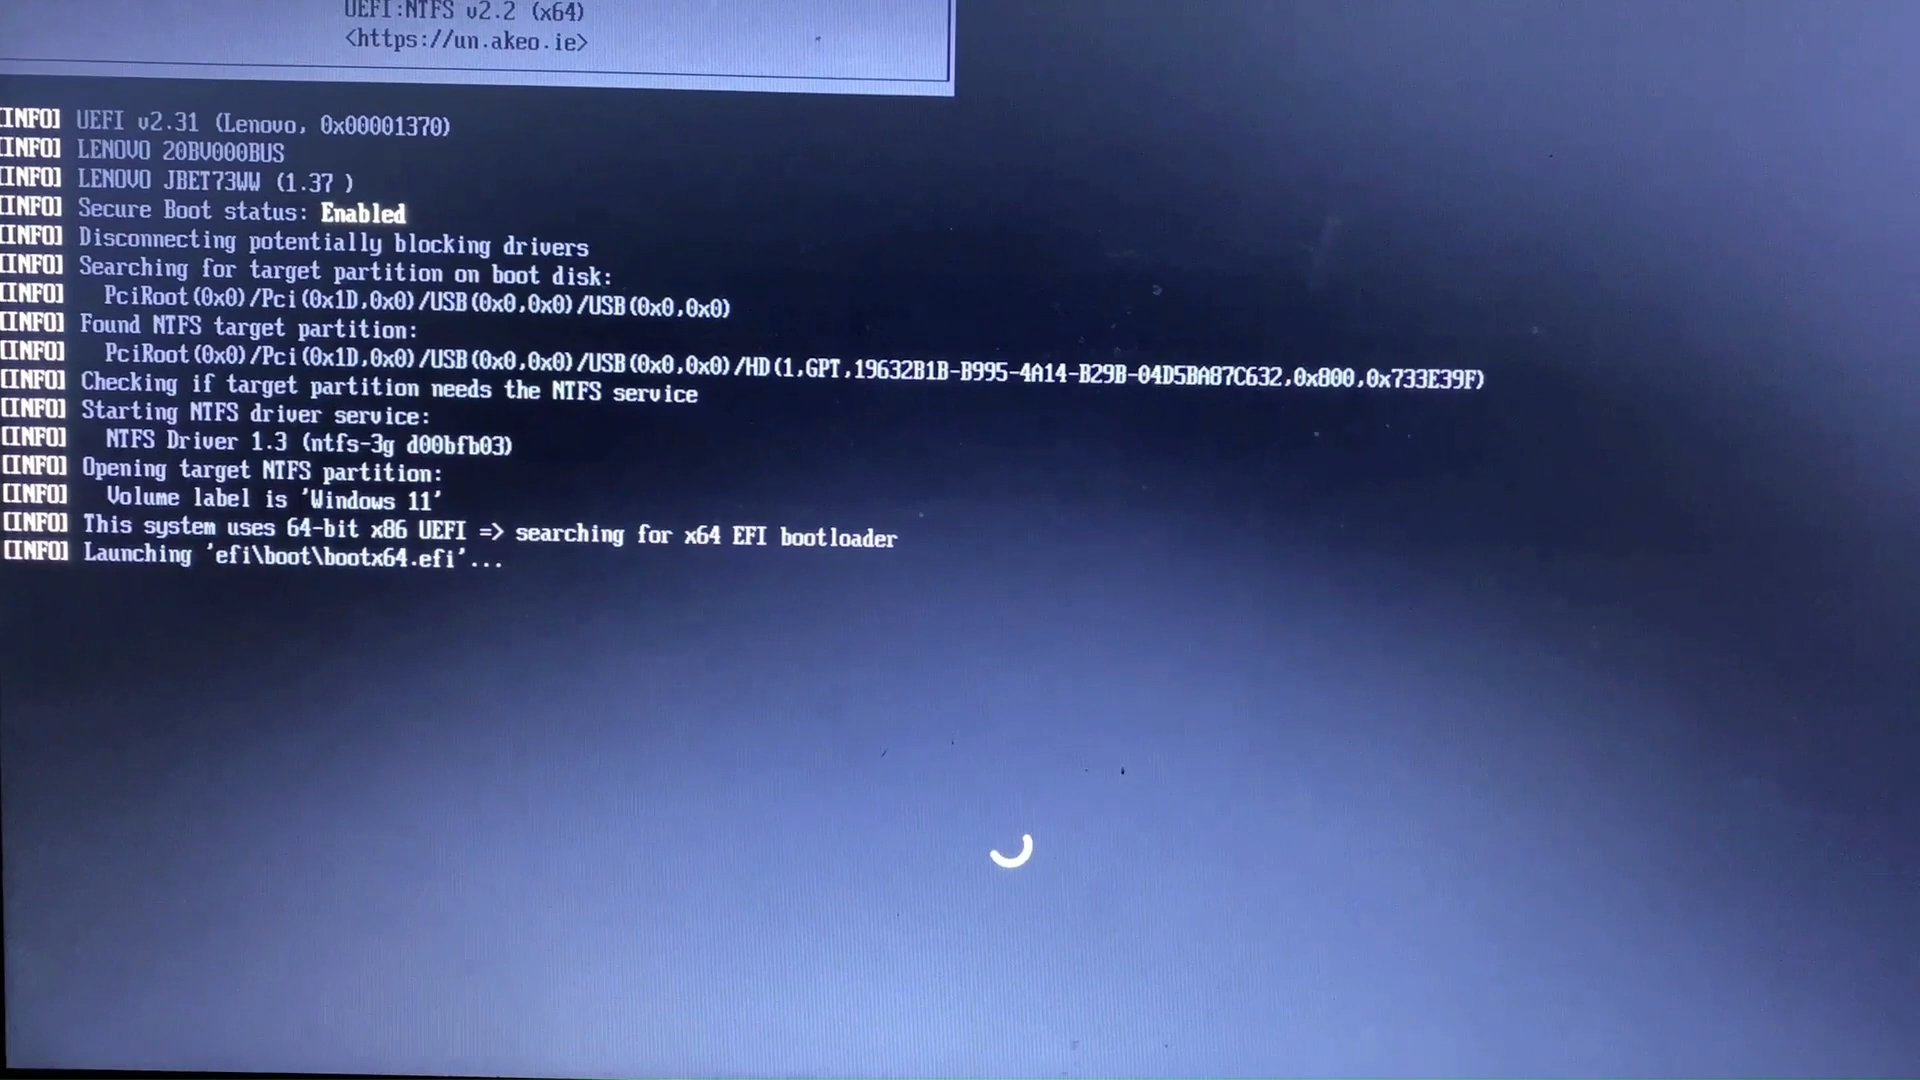 UEFI:NTFS v2.2 (x64)
<https://un.akeo.ie>
[INFO] UEFI v2.31 (Lenovo, 0x00001370)
[INFO] LENOVO 20BV000BUS
[INFO] LENOVO JBET73WW (1.37 )
[INFO] Secure Boot status: Enabled
[INFO] Disconnecting potentially blocking drivers
[INFO] Searching for target partition on boot disk:
[INFO] PciRoot(0x0)/Pci(0x1D,0x0)/USB(0x0,0x0)/USB(0x0,0x0)
[INFO] Found NTFS target partition:
[INFO] PciRoot(0x0)/Pci(0x1D,0x0)/USB(0x0,0x0)/USB(0x0,0x0)/HD(1,GPT,19632B1B-B995-4A14-B29B-04D5BA87C632,0x800,0x733E39F)
[INFO] Checking if target partition needs the NTFS service
[INFO] Starting NTFS driver service:
[INFO] NTFS Driver 1.3 (ntfs-3g d00bfb03)
[INFO] Opening target NTFS partition:
[INFO] Volume label is 'Windows 11'
[INFO] This system uses 64-bit x86 UEFI => searching for x64 EFI bootloader
[INFO] Launching 'efi\boot\bootx64.efi'...